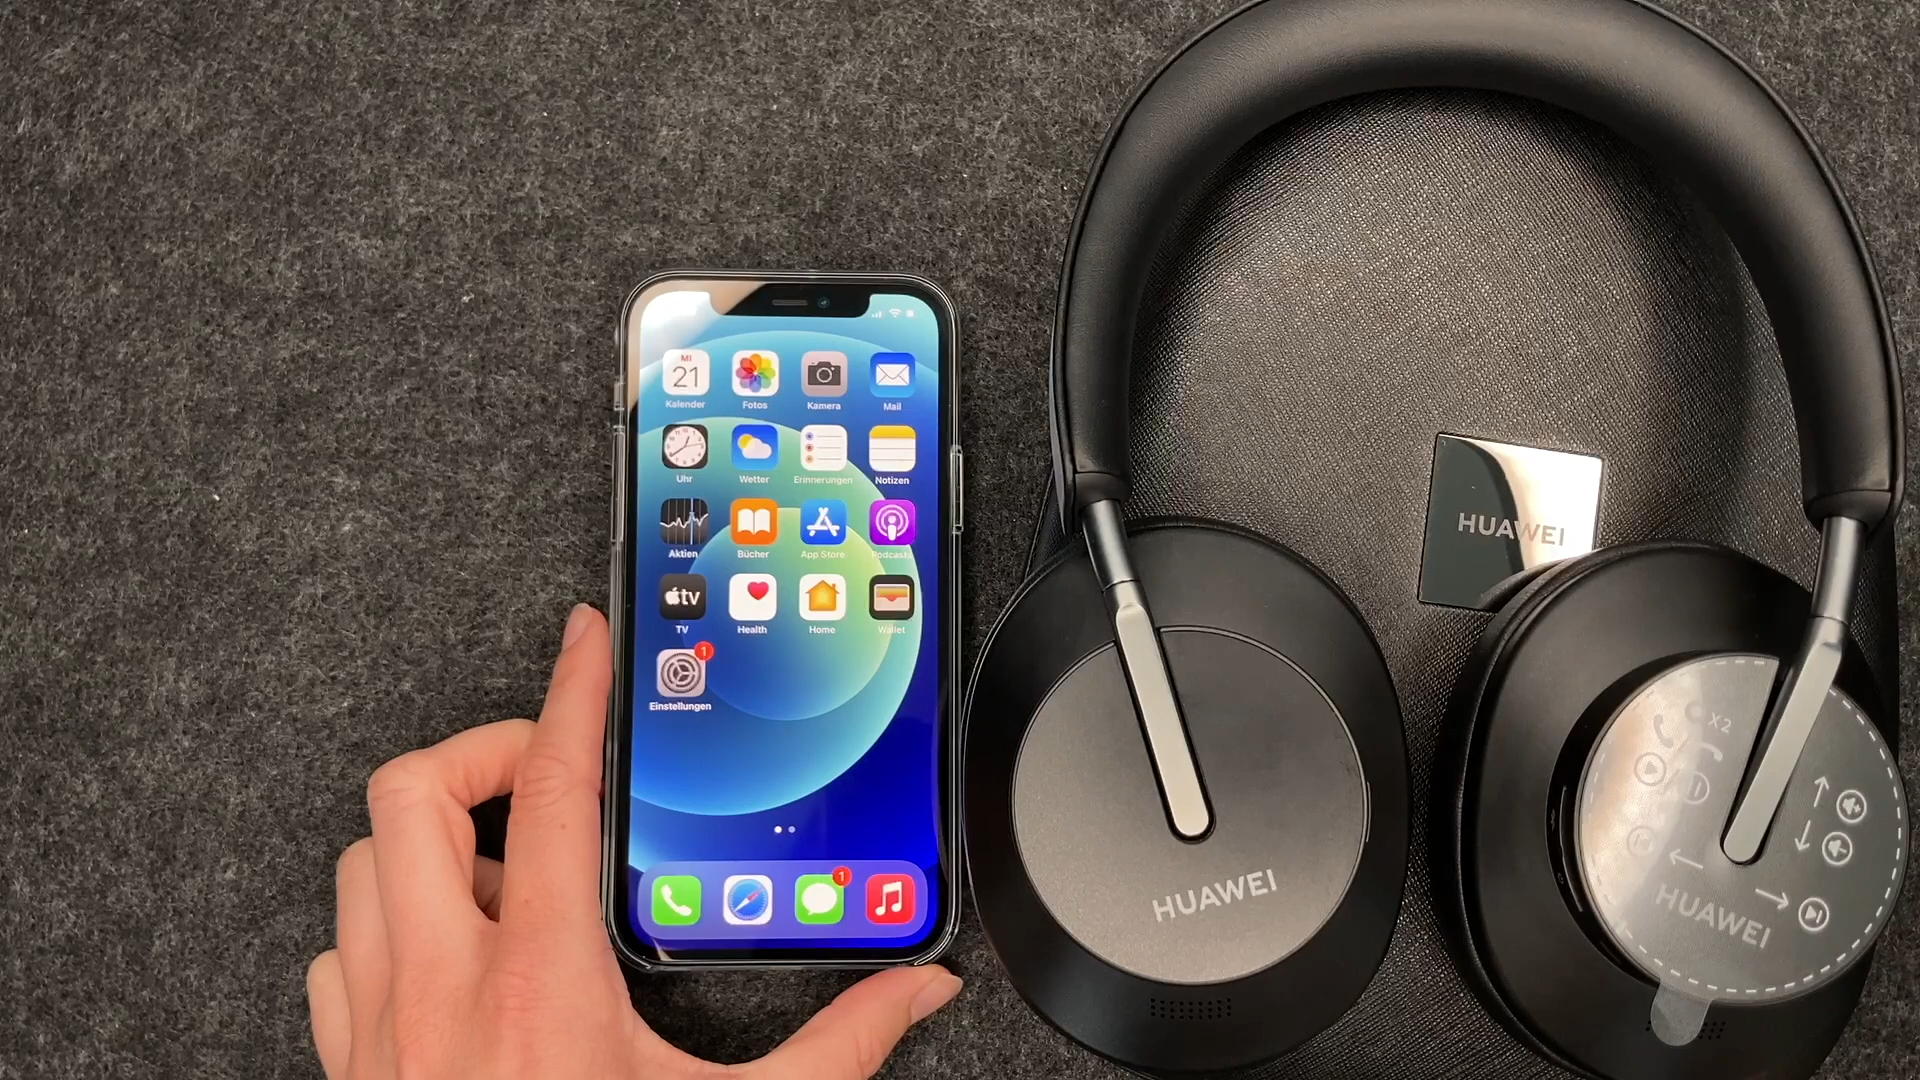 MI
21
Kalender
Fotos
Kamera
Mail
Uhr
Wetter
Erinnerungen
Notizen
Aktien
Bücher
App Store
Podcasts
tv
TV
Health
Home
Wallet
1
Einstellungen
1
HUAWEI
HUAWEI
X2
HUAWEI